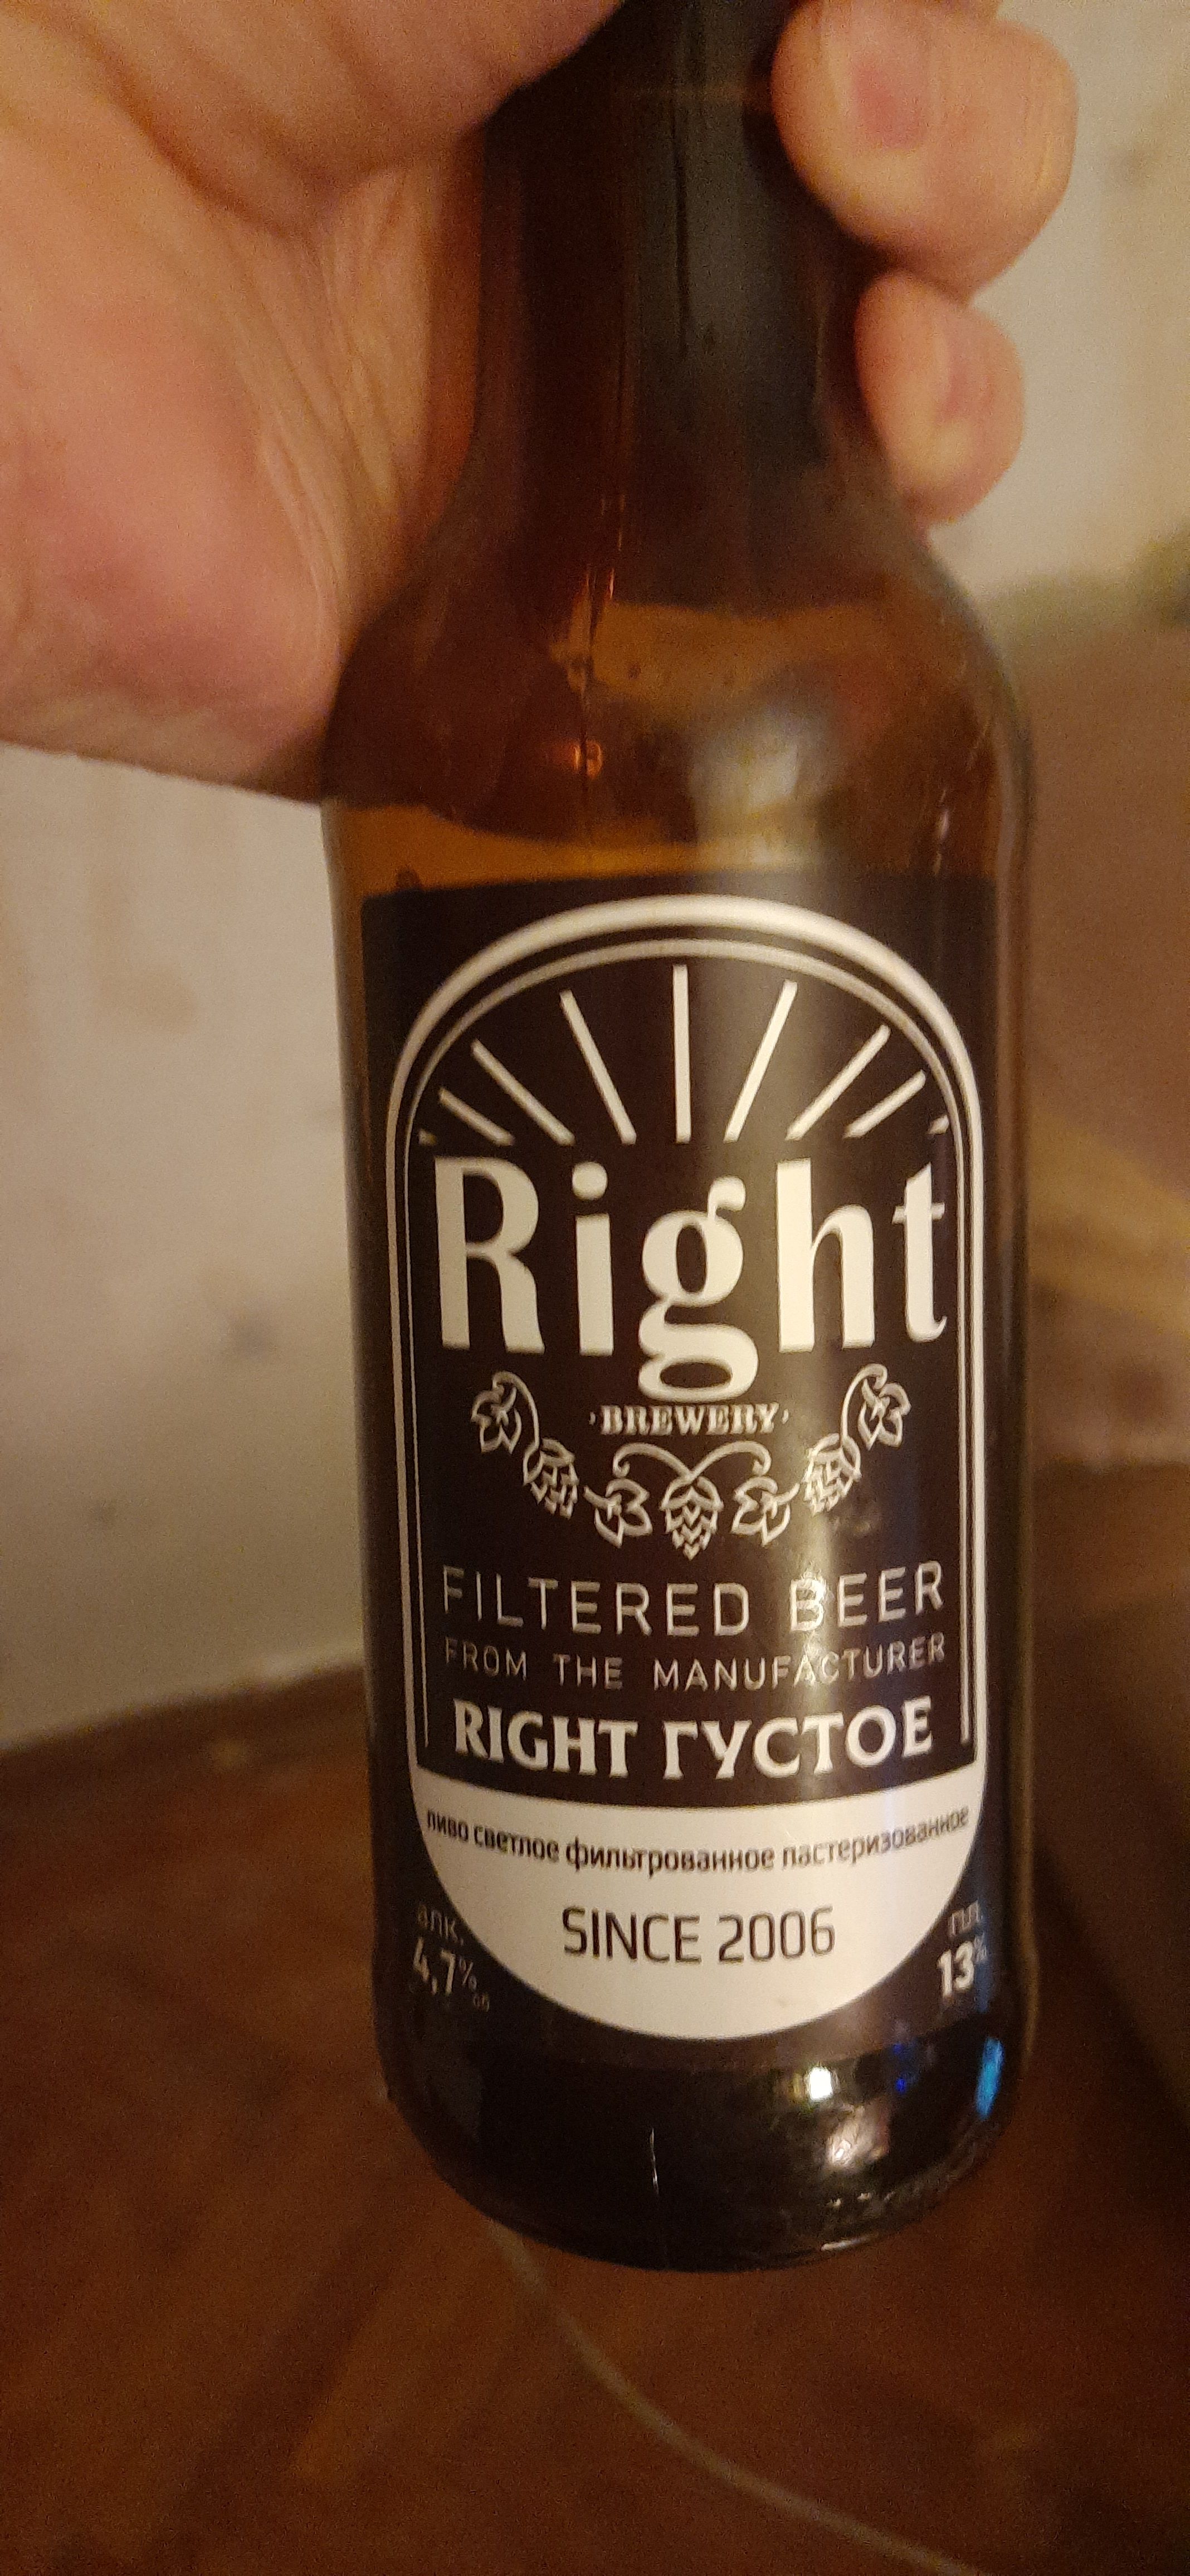 Right
·BREWERY·
FILTERED BEER
FROM THE MANUFACTURER
RIGHT ГУСТОЕ
пиво светлое фильтрованное пастеризованное
SINCE 2006
алк.
4,7% об
пл.
13%